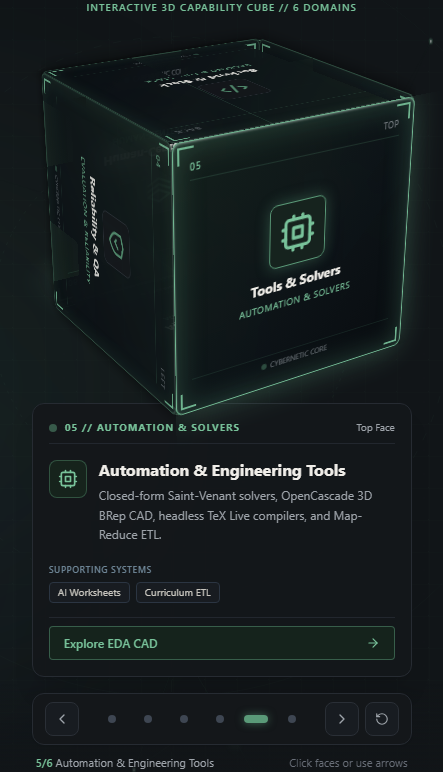 INTERACTIVE 3D CAPABILITY CUBE // 6 DOMAINS
TOP
05
Tools & Solvers
AUTOMATION & SOLVERS
CYBERNETIC CORE
Reliability & QA
04
LEFT
05 // AUTOMATION & SOLVERS
Top Face
Automation & Engineering Tools
Closed-form Saint-Venant solvers, OpenCascade 3D
BRep CAD, headless TeX Live compilers, and Map-
Reduce ETL.
SUPPORTING SYSTEMS
AI Worksheets
Curriculum ETL
Explore EDA CAD
5/6 Automation & Engineering Tools
Click faces or use arrows